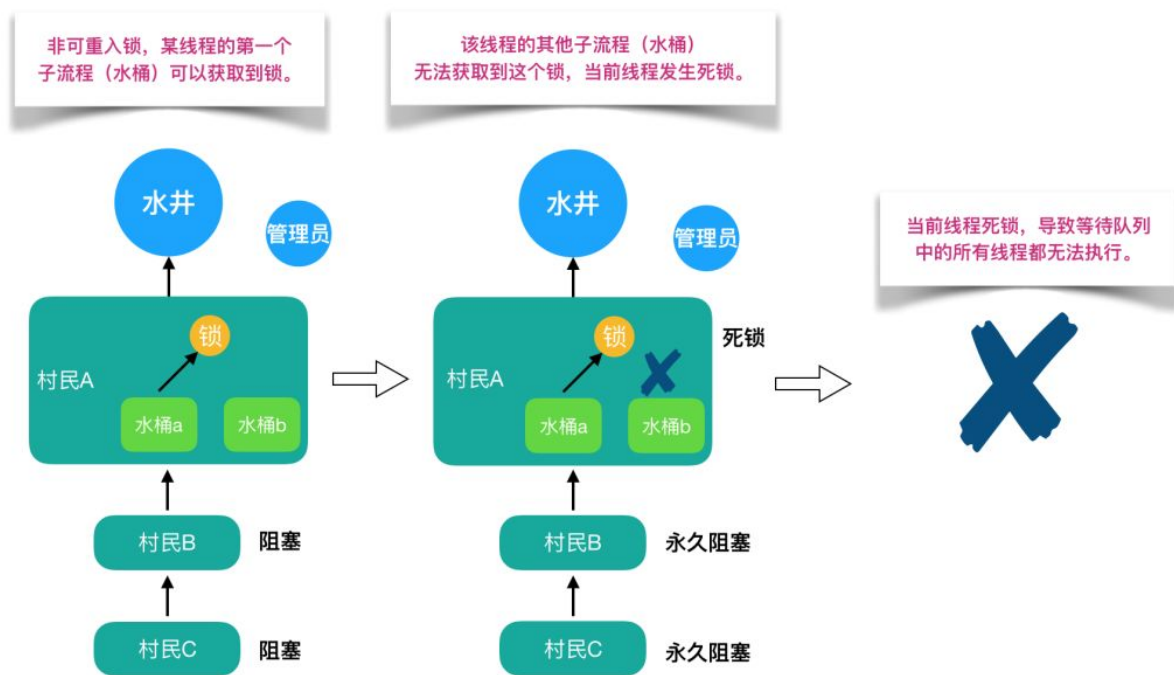 非可重入锁，某线程的第一个
子流程（水桶）可以获取到锁。
水井
管理员
锁
村民A
水桶a
水桶b
村民B
阻塞
村民C
阻塞
该线程的其他子流程（水桶）
无法获取到这个锁，当前线程发生死锁。
水井
管理员
锁
死锁
村民A
水桶a
水桶b
村民B
永久阻塞
村民C
永久阻塞
当前线程死锁，导致等待队列
中的所有线程都无法执行。